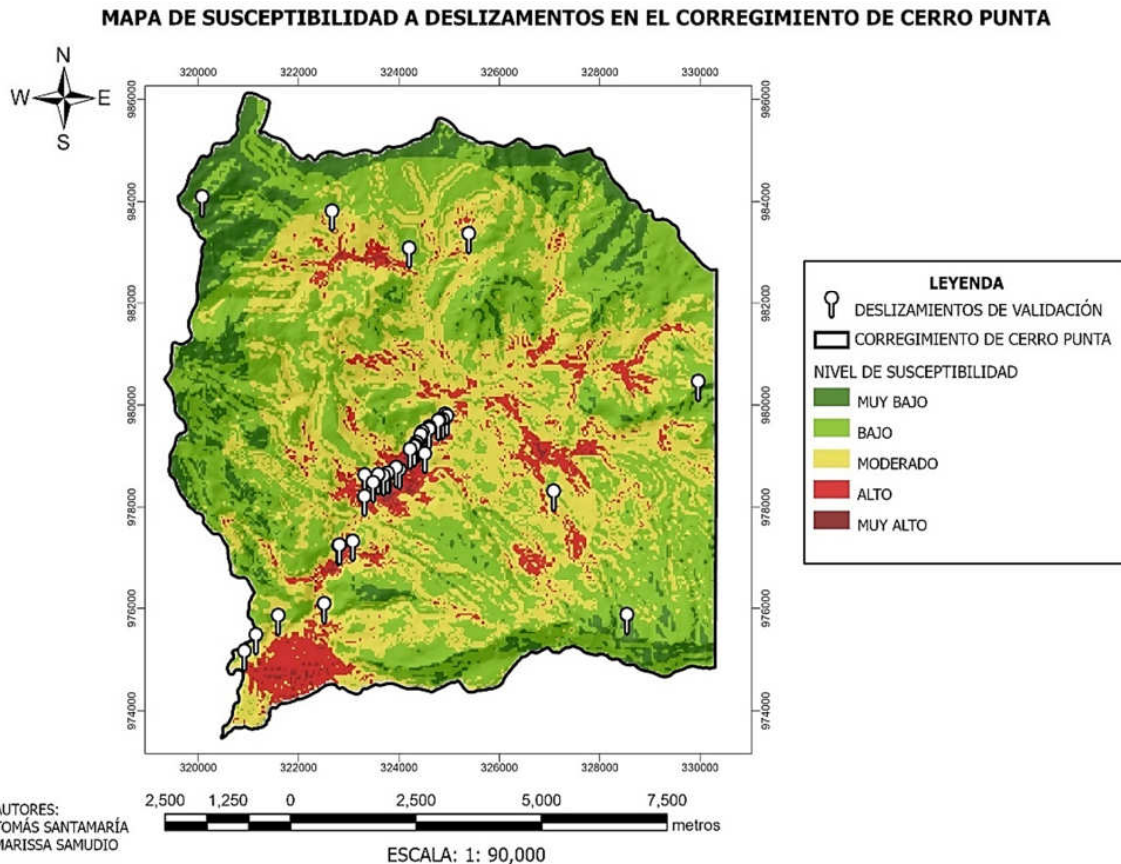 MAPA DE SUSCEPTIBILIDAD A DESLIZAMENTOS EN EL CORREGIMIENTO DE CERRO PUNTA
N
W E
S
320000 322000 324000 326000 328000 330000
986000 986000
984000 984000
982000 982000
980000 980000
978000 978000
976000 976000
974000 974000
320000 322000 324000 326000 328000 330000
LEYENDA
DESLIZAMENTOS DE VALIDACIÓN
CORREGIMIENTO DE CERRO PUNTA
NIVEL DE SUSCEPTIBILIDAD
MUY BAJO
BAJO
MODERADO
ALTO
MUY ALTO
AUTORES:
TOMÁS SANTAMARÍA
MARISSA SAMUDIO
2,500 1,250 0 2,500 5,000 7,500
metros
ESCALA: 1: 90,000